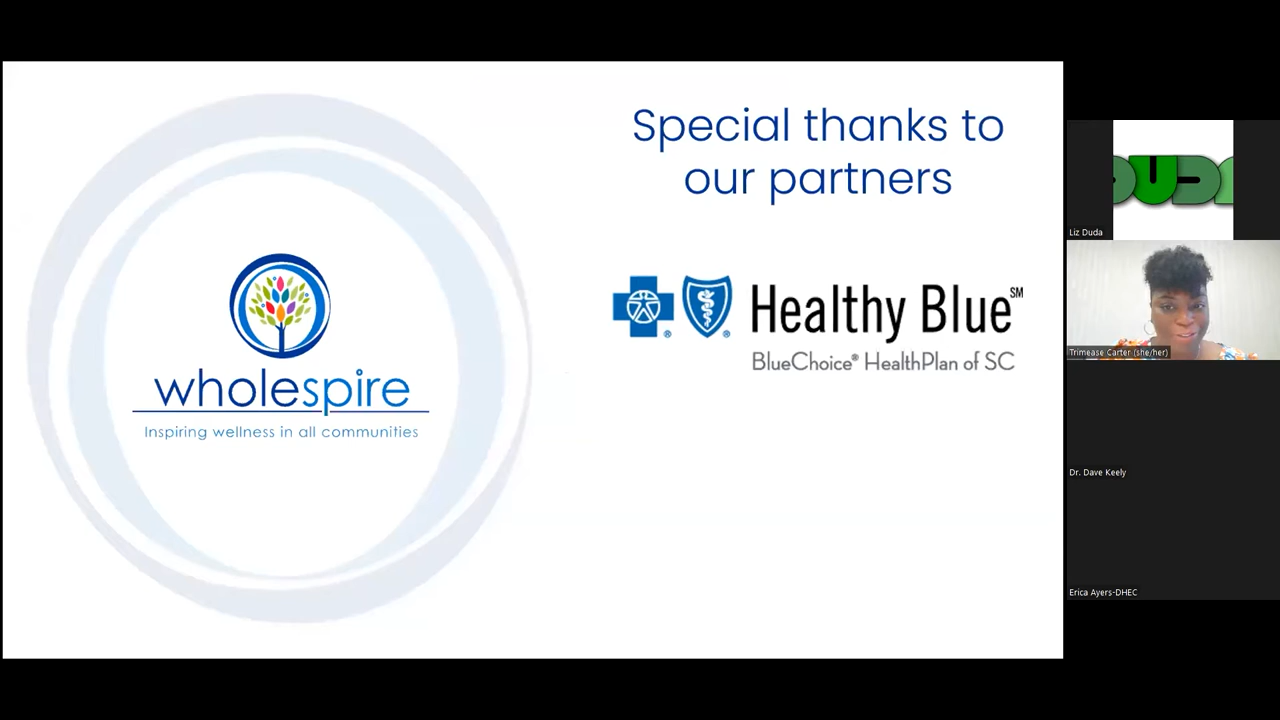 Special thanks to
our partners
wholespire
Inspiring wellness in all communities
Healthy Blue℠
BlueChoice® HealthPlan of SC
® ®
DUDA
Liz Duda
Trimease Carter (she/her)
Dr. Dave Keely
Erica Ayers-DHEC